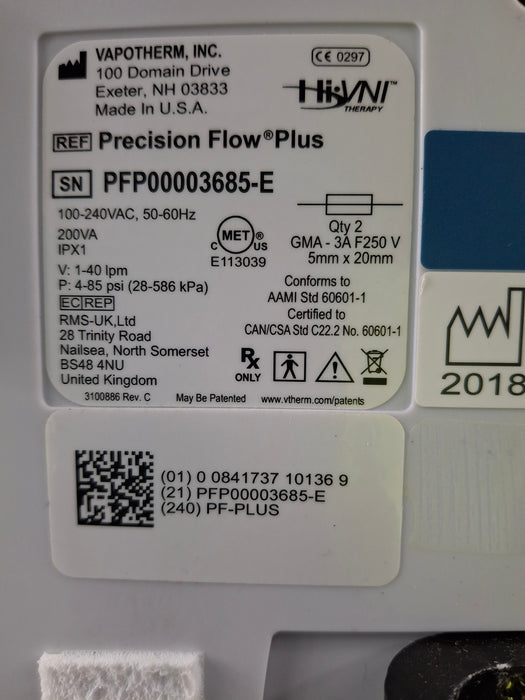 VAPOTHERM, INC.
100 Domain Drive
Exeter, NH 03833
Made In U.S.A.
CE 0297
Hi-VNI™
THERAPY
REF Precision Flow® Plus
SN PFP00003685-E
100-240VAC, 50-60Hz
200VA
IPX1
V: 1-40 lpm
P: 4-85 psi (28-586 kPa)
C MET ® US
E113039
Qty 2
GMA - 3A F250 V
5mm x 20mm
Conforms to
AAMI Std 60601-1
Certified to
CAN/CSA Std C22.2 No. 60601-1
EC REP
RMS-UK,Ltd
28 Trinity Road
Nailsea, North Somerset
BS48 4NU
United Kingdom
Rx
ONLY
3100886 Rev. C
May Be Patented
www.vtherm.com/patents
2018
(01) 0 0841737 10136 9
(21) PFP00003685-E
(240) PF-PLUS